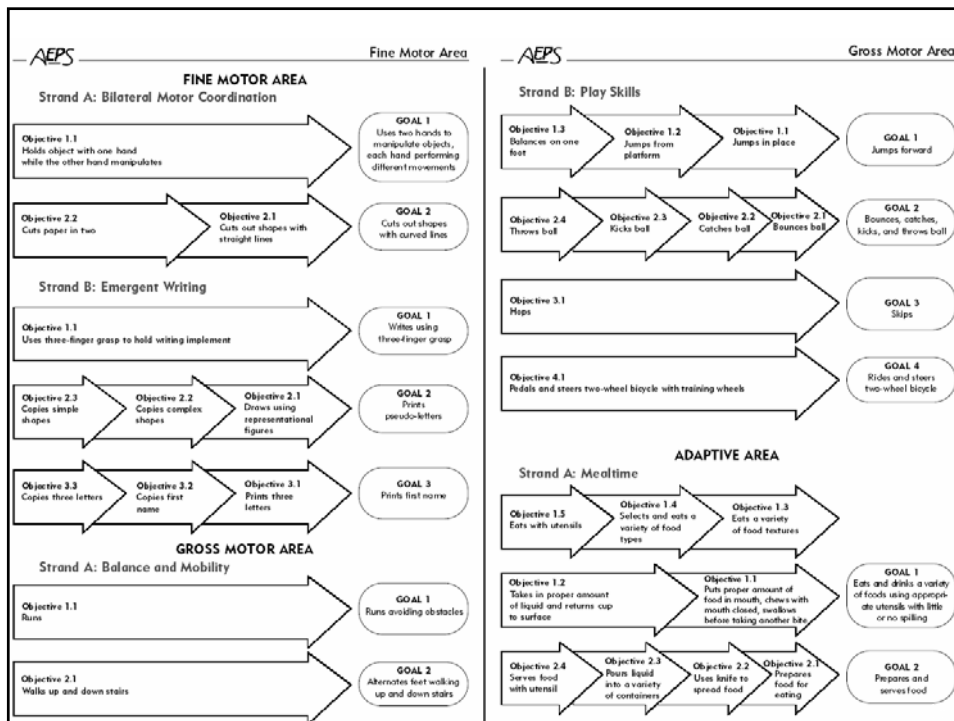 AEPS
Fine Motor Area
FINE MOTOR AREA
Strand A: Bilateral Motor Coordination
Objective 1.1
Holds object with one hand
while the other hand manipulates
GOAL 1
Uses two hands to
manipulate objects,
each hand performing
different movements
Objective 2.2
Cuts paper in two
Objective 2.1
Cuts out shapes with
straight lines
GOAL 2
Cuts out shapes
with curved lines
Strand B: Emergent Writing
Objective 1.1
Uses three-finger grasp to hold writing implement
GOAL 1
Writes using
three-finger grasp
Objective 2.3
Copies simple
shapes
Objective 2.2
Copies complex
shapes
Objective 2.1
Draws using
representational
figures
GOAL 2
Prints
pseudo-letters
Objective 3.3
Copies three letters
Objective 3.2
Copies first
name
Objective 3.1
Prints three
letters
GOAL 3
Prints first name
GROSS MOTOR AREA
Strand A: Balance and Mobility
Objective 1.1
Runs
GOAL 1
Runs avoiding obstacles
Objective 2.1
Walks up and down stairs
GOAL 2
Alternates feet walking
up and down stairs
AEPS
Gross Motor Area
Strand B: Play Skills
Objective 1.3
Balances on one
foot
Objective 1.2
Jumps from
platform
Objective 1.1
Jumps in place
GOAL 1
Jumps forward
Objective 2.4
Throws ball
Objective 2.3
Kicks ball
Objective 2.2
Catches ball
Objective 2.1
Bounces ball
GOAL 2
Bounces, catches,
kicks, and throws ball
Objective 3.1
Hops
GOAL 3
Skips
Objective 4.1
Pedals and steers two-wheel bicycle with training wheels
GOAL 4
Rides and steers
two-wheel bicycle
ADAPTIVE AREA
Strand A: Mealtime
Objective 1.5
Eats with utensils
Objective 1.4
Selects and eats a
variety of food
types
Objective 1.3
Eats a variety
of food textures
Objective 1.2
Takes in proper amount
of liquid and returns cup
to surface
Objective 1.1
Puts proper amount of
food in mouth, chews with
mouth closed, swallows
before taking another bite
GOAL 1
Eats and drinks a variety
of foods using appropri-
ate utensils with little
or no spilling
Objective 2.4
Serves food
with utensil
Objective 2.3
Pours liquid
into a variety
of containers
Objective 2.2
Uses knife to
spread food
Objective 2.1
Prepares
food for
eating
GOAL 2
Prepares and
serves food